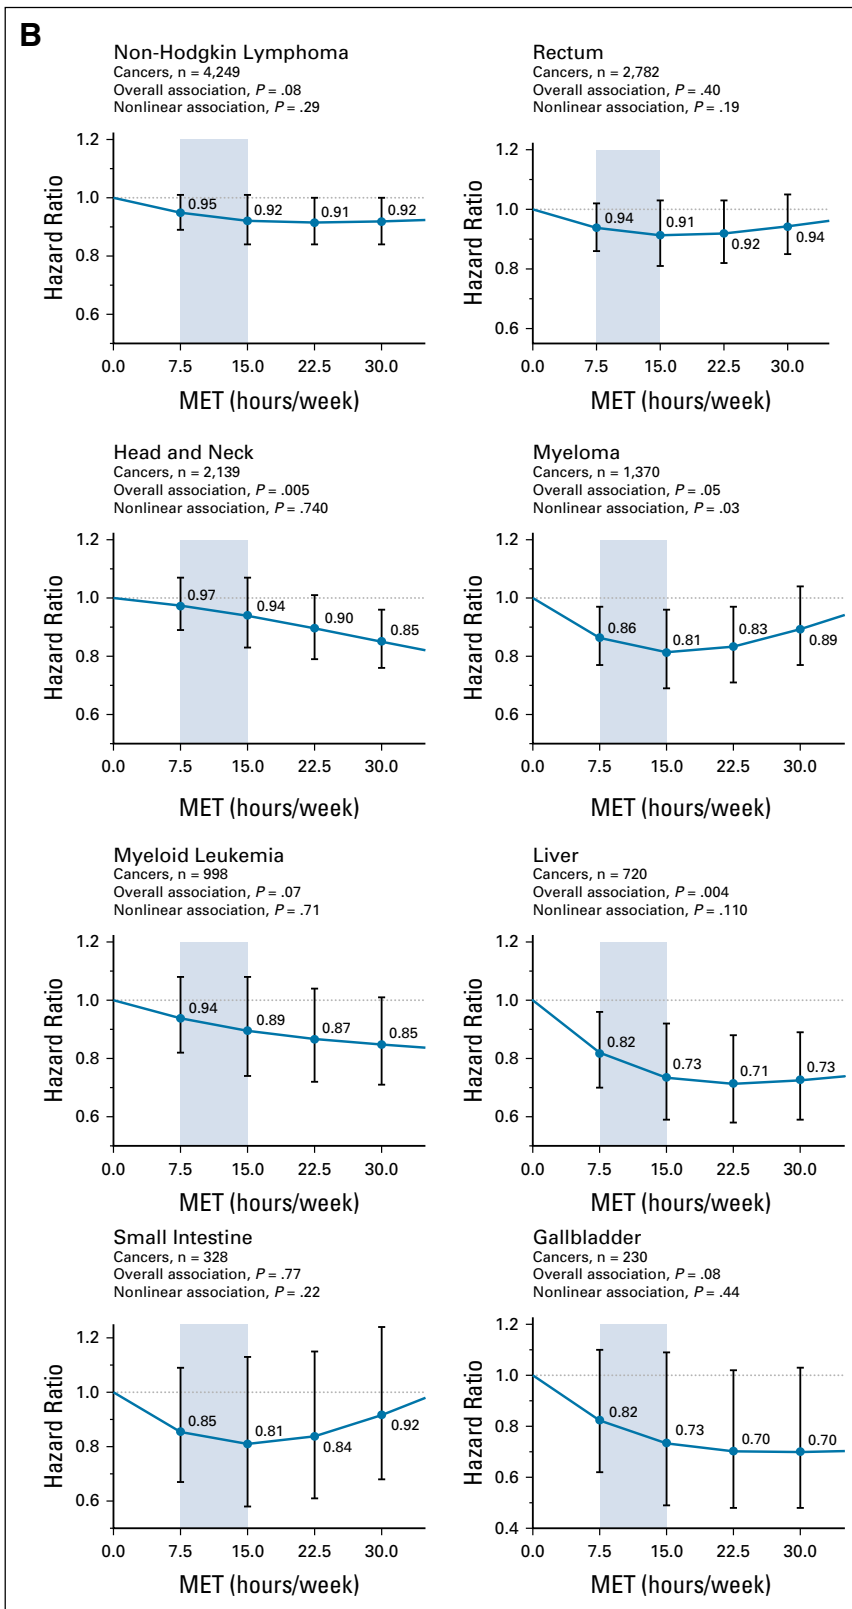 B
Non-Hodgkin Lymphoma
Cancers, n = 4,249
Overall association, P = .08
Nonlinear association, P = .29
1.2
1.0
0.8
0.6
Hazard Ratio
0.95
0.92
0.91
0.92
0.0 7.5 15.0 22.5 30.0
MET (hours/week)
Rectum
Cancers, n = 2,782
Overall association, P = .40
Nonlinear association, P = .19
1.2
1.0
0.8
0.6
Hazard Ratio
0.94
0.91
0.92
0.94
0.0 7.5 15.0 22.5 30.0
MET (hours/week)
Head and Neck
Cancers, n = 2,139
Overall association, P = .005
Nonlinear association, P = .740
1.2
1.0
0.8
0.6
Hazard Ratio
0.97
0.94
0.90
0.85
0.0 7.5 15.0 22.5 30.0
MET (hours/week)
Myeloma
Cancers, n = 1,370
Overall association, P = .05
Nonlinear association, P = .03
1.2
1.0
0.8
0.6
Hazard Ratio
0.86
0.81
0.83
0.89
0.0 7.5 15.0 22.5 30.0
MET (hours/week)
Myeloid Leukemia
Cancers, n = 998
Overall association, P = .07
Nonlinear association, P = .71
1.2
1.0
0.8
0.6
Hazard Ratio
0.94
0.89
0.87
0.85
0.0 7.5 15.0 22.5 30.0
MET (hours/week)
Liver
Cancers, n = 720
Overall association, P = .004
Nonlinear association, P = .110
1.2
1.0
0.8
0.6
Hazard Ratio
0.82
0.73
0.71
0.73
0.0 7.5 15.0 22.5 30.0
MET (hours/week)
Small Intestine
Cancers, n = 328
Overall association, P = .77
Nonlinear association, P = .22
1.2
1.0
0.8
0.6
Hazard Ratio
0.85
0.81
0.84
0.92
0.0 7.5 15.0 22.5 30.0
MET (hours/week)
Gallbladder
Cancers, n = 230
Overall association, P = .08
Nonlinear association, P = .44
1.2
1.0
0.8
0.6
0.4
Hazard Ratio
0.82
0.73
0.70
0.70
0.0 7.5 15.0 22.5 30.0
MET (hours/week)